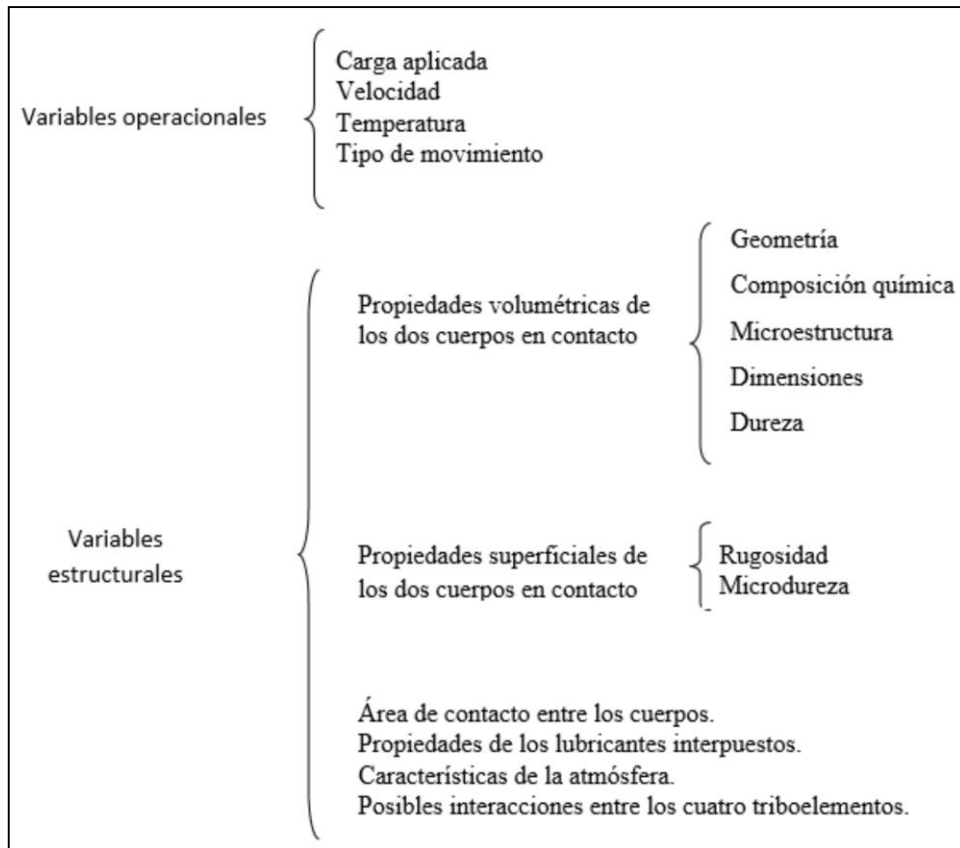 Variables operacionales
Carga aplicada
Velocidad
Temperatura
Tipo de movimiento
Variables
estructurales
Propiedades volumétricas de
los dos cuerpos en contacto
Geometría
Composición química
Microestructura
Dimensiones
Dureza
Propiedades superficiales de
los dos cuerpos en contacto
Rugosidad
Microdureza
Área de contacto entre los cuerpos.
Propiedades de los lubricantes interpuestos.
Características de la atmósfera.
Posibles interacciones entre los cuatro triboelementos.